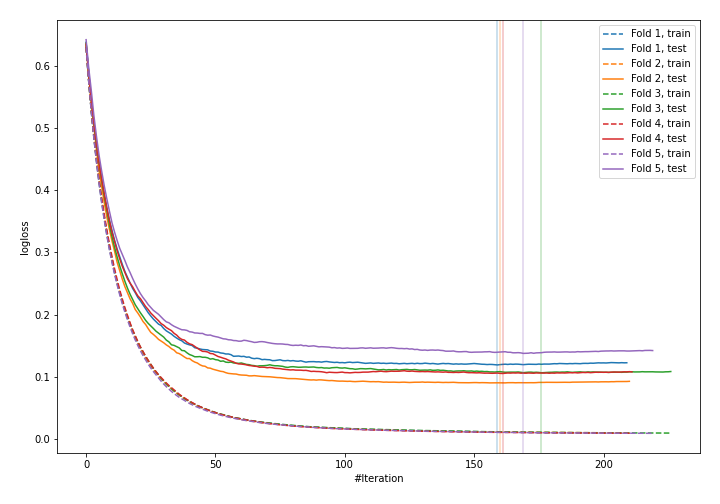 Fold 1, train
Fold 1, test
Fold 2, train
Fold 2, test
Fold 3, train
Fold 3, test
Fold 4, train
Fold 4, test
Fold 5, train
Fold 5, test
0.6
0.5
0.4
0.3
0.2
0.1
0.0
logloss
0 50 100 150 200
#Iteration